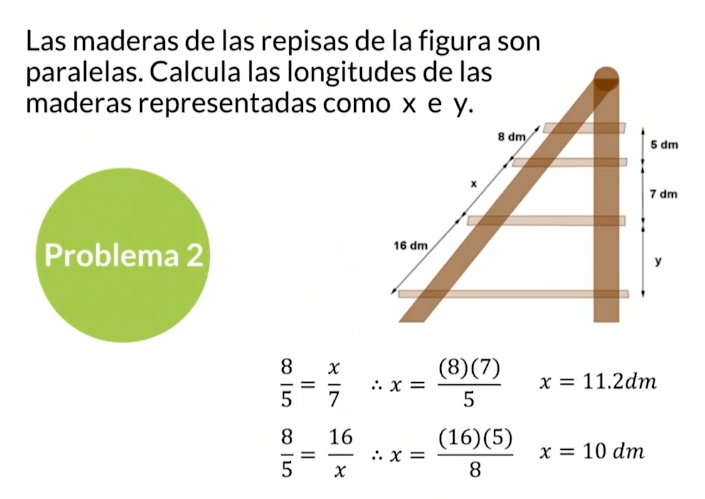 Las maderas de las repisas de la figura son
paralelas. Calcula las longitudes de las
maderas representadas como x e y.
8 dm
5 dm
x
7 dm
16 dm
y
Problema 2
8/5 = x/7 ∴ x = (8)(7)/5 x = 11.2dm
8/5 = 16/x ∴ x = (16)(5)/8 x = 10 dm